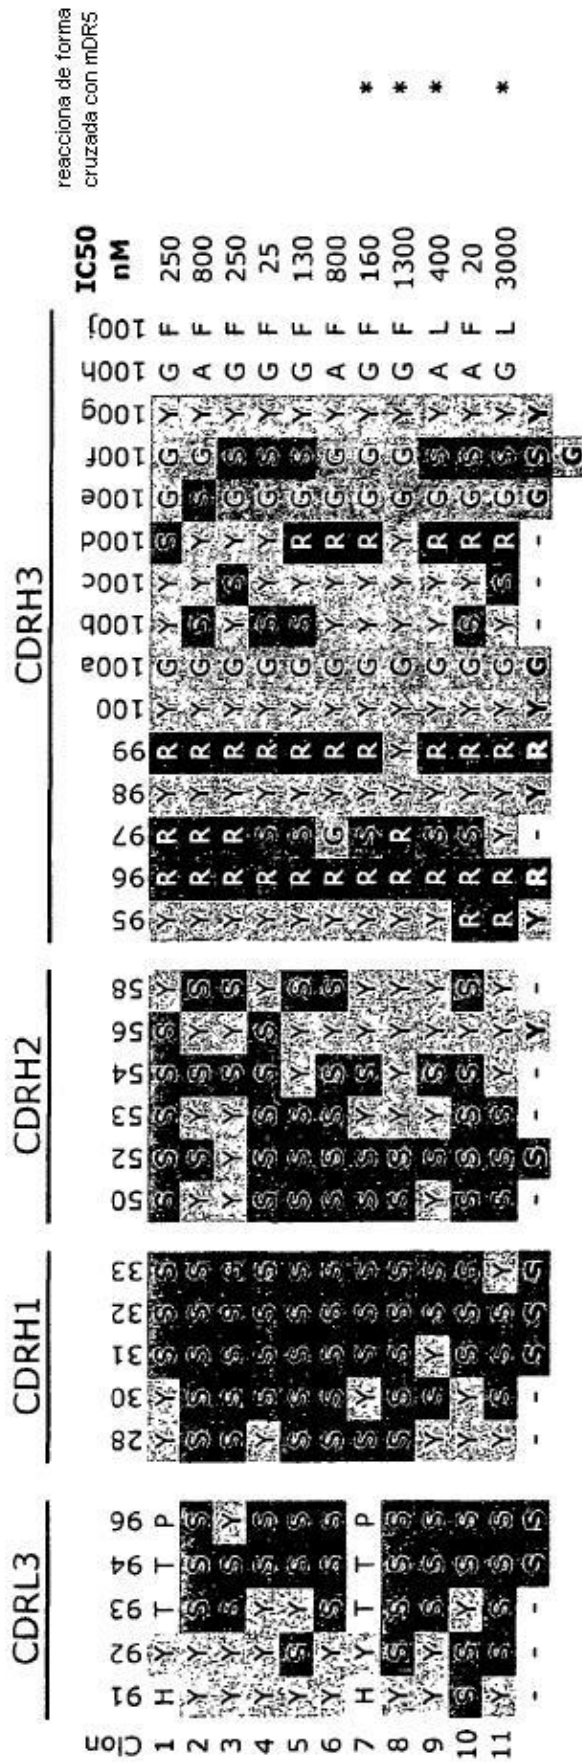 reacciona de forma
cruzada con mDR5
CDRL3 CDRH1 CDRH2 CDRH3
IC50
Clon 91 92 93 94 96 28 30 31 32 33 50 52 53 54 56 58 95 96 97 98 99 100 100a 100b 100c 100d 100e 100f 100g 100h 100j nM
1 H Y T T P Y Y S S S S S S S S Y Y R R Y R Y G Y Y S G G Y G F 250
2 Y Y S S S S S S S S Y S Y S Y S Y R R Y R Y G S Y Y S G Y A F 800
3 Y Y S S Y S S S S S Y Y Y S Y S Y R R Y R Y G Y S Y G S Y G F 250
4 Y Y Y S S Y S S S S S S S S S Y Y R S Y R Y G S Y Y G S Y G F 25
5 Y S Y S S S S S S S S S S Y Y S Y R S Y R Y G S Y R G S Y G F 130
6 Y Y S S S S S S S S S S S S Y S Y R G Y R Y G Y Y R G G Y A F 800
7 H Y T T P S Y S S S S S Y S Y Y Y R S Y R Y G Y Y R G G Y G F 160 *
8 Y S S S S S S S S S S S Y Y Y Y Y R R Y Y Y G Y Y Y G G Y G F 1300 *
9 Y Y S S S Y S Y S S Y S Y S Y Y Y R S Y R Y G Y Y R G S Y A L 400 *
10 S S Y S S Y Y S S S S S S S Y S R R S Y R Y G S Y R G S Y A F 20
11 S S S S S Y S S S Y S S S Y Y Y R R Y Y R Y G Y S R G S Y G L 3000 *
- - - S S - - S S S - S - - Y - Y R - Y R Y G - - - G S Y
G